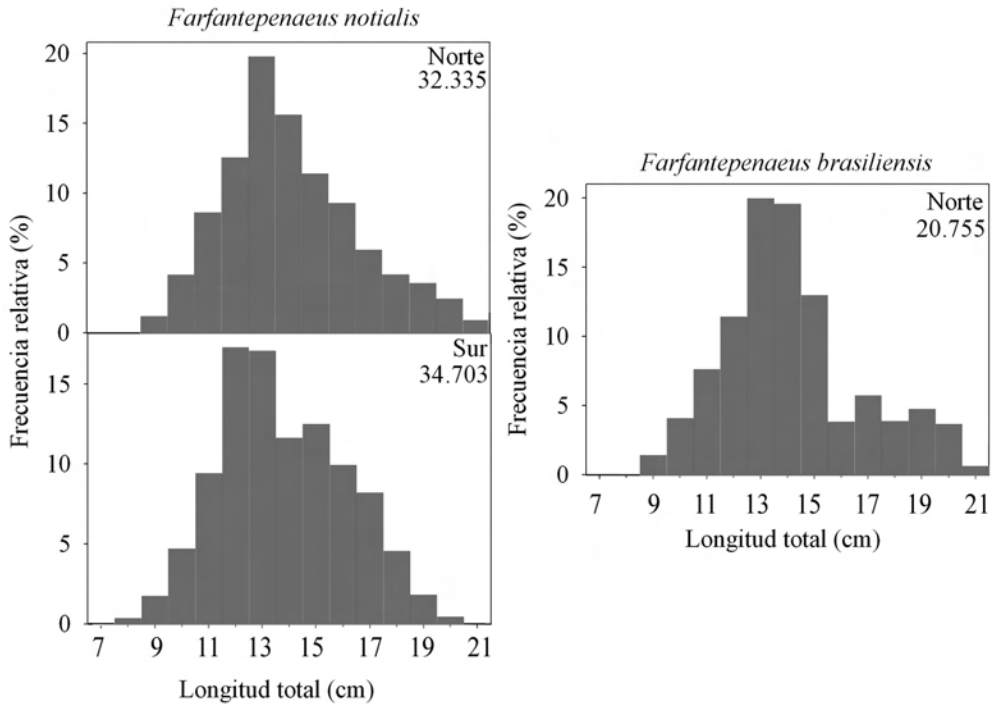 Farfantepenaeus notialis
Norte
32.335
20
15
10
5
0
Frecuencia relativa (%)
Sur
34.703
15
10
5
0
7 9 11 13 15 17 19 21
Longitud total (cm)
Farfantepenaeus brasiliensis
Norte
20.755
20
15
10
5
0
Frecuencia relativa (%)
7 9 11 13 15 17 19 21
Longitud total (cm)